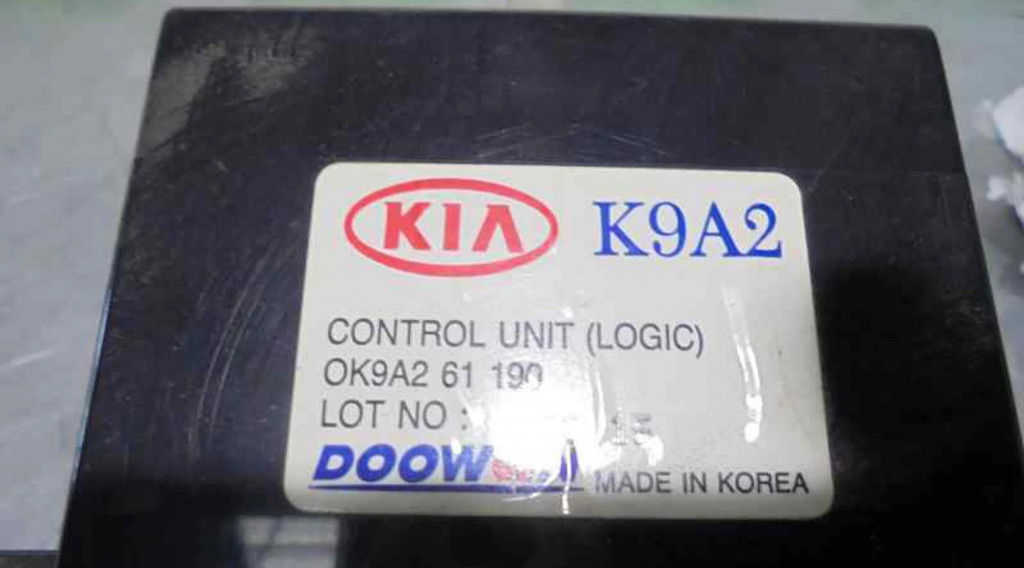 KIA K9A2
CONTROL UNIT (LOGIC)
OK9A2 61 190
LOT NO :
MADE IN KOREA